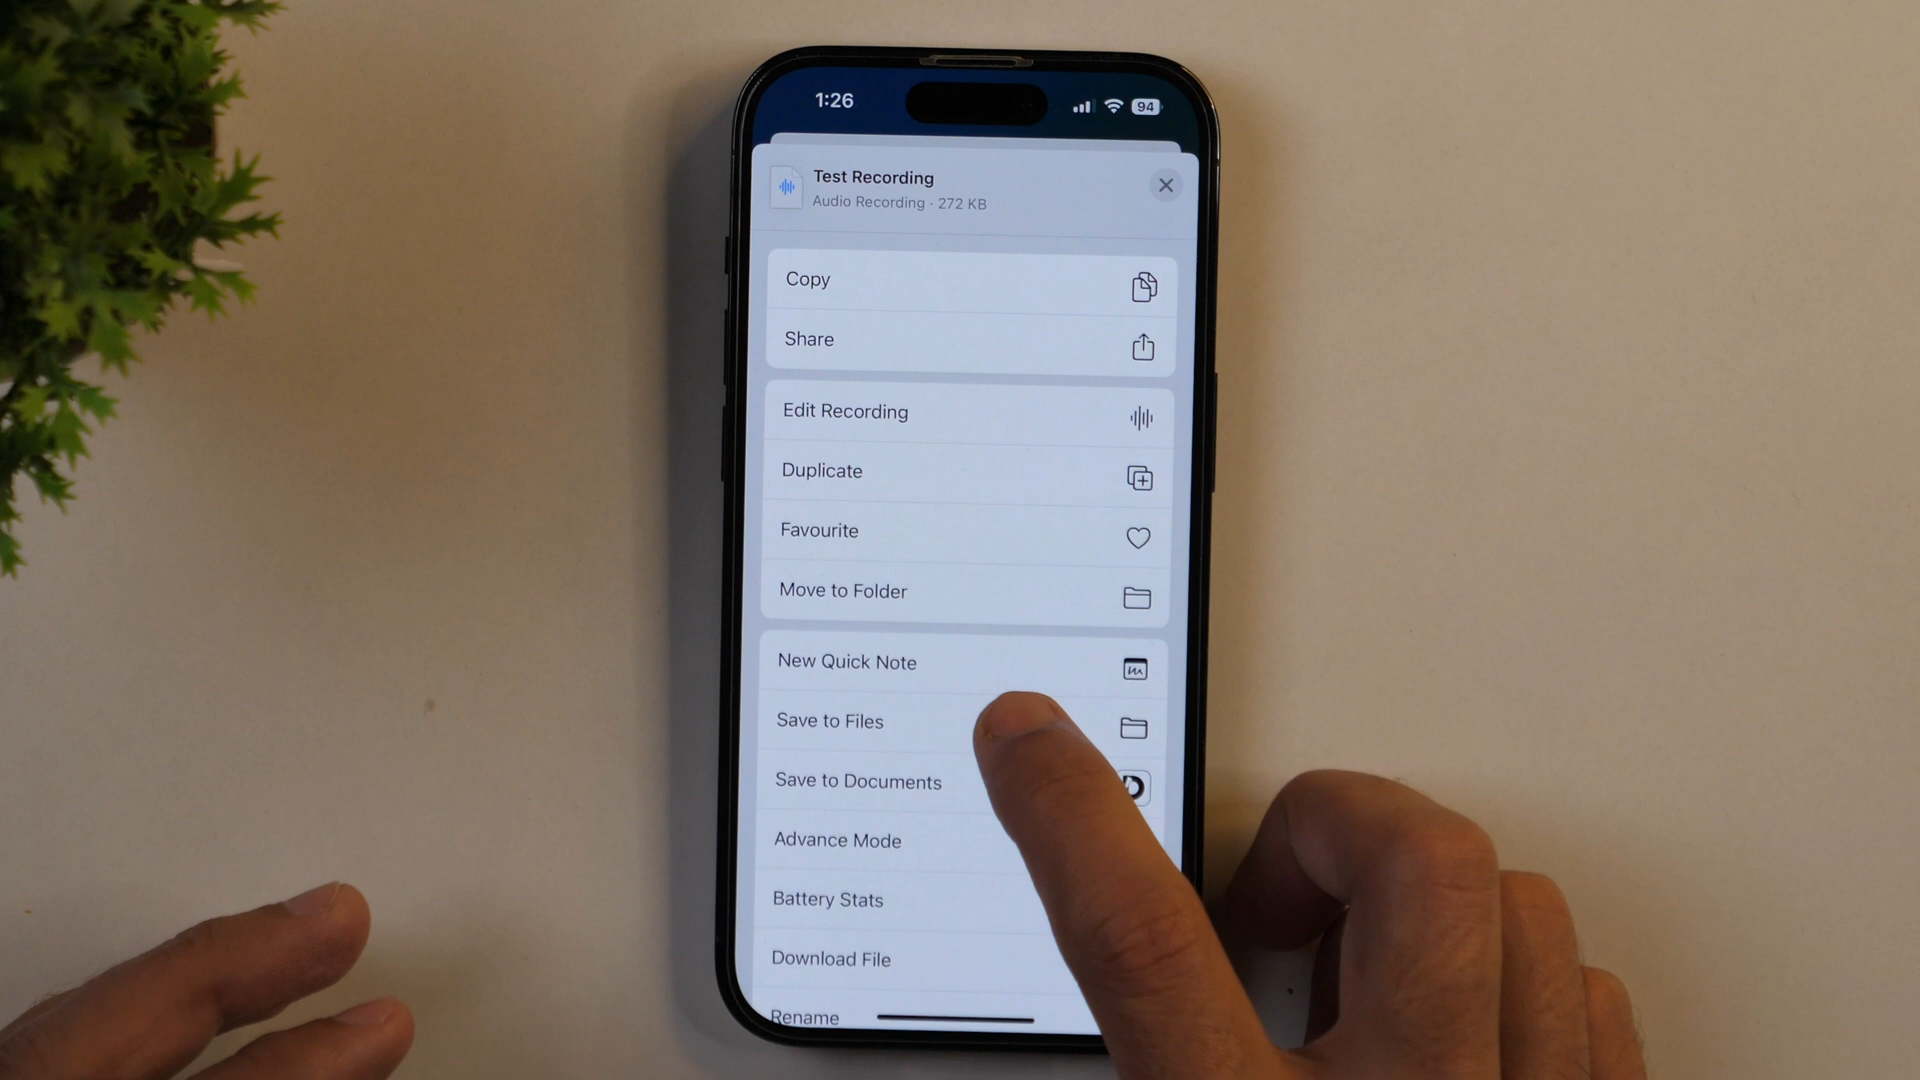 1:26
94
Test Recording
Audio Recording · 272 KB
Copy
Share
Edit Recording
Duplicate
Favourite
Move to Folder
New Quick Note
Save to Files
Save to Documents
Advance Mode
Battery Stats
Download File
Rename